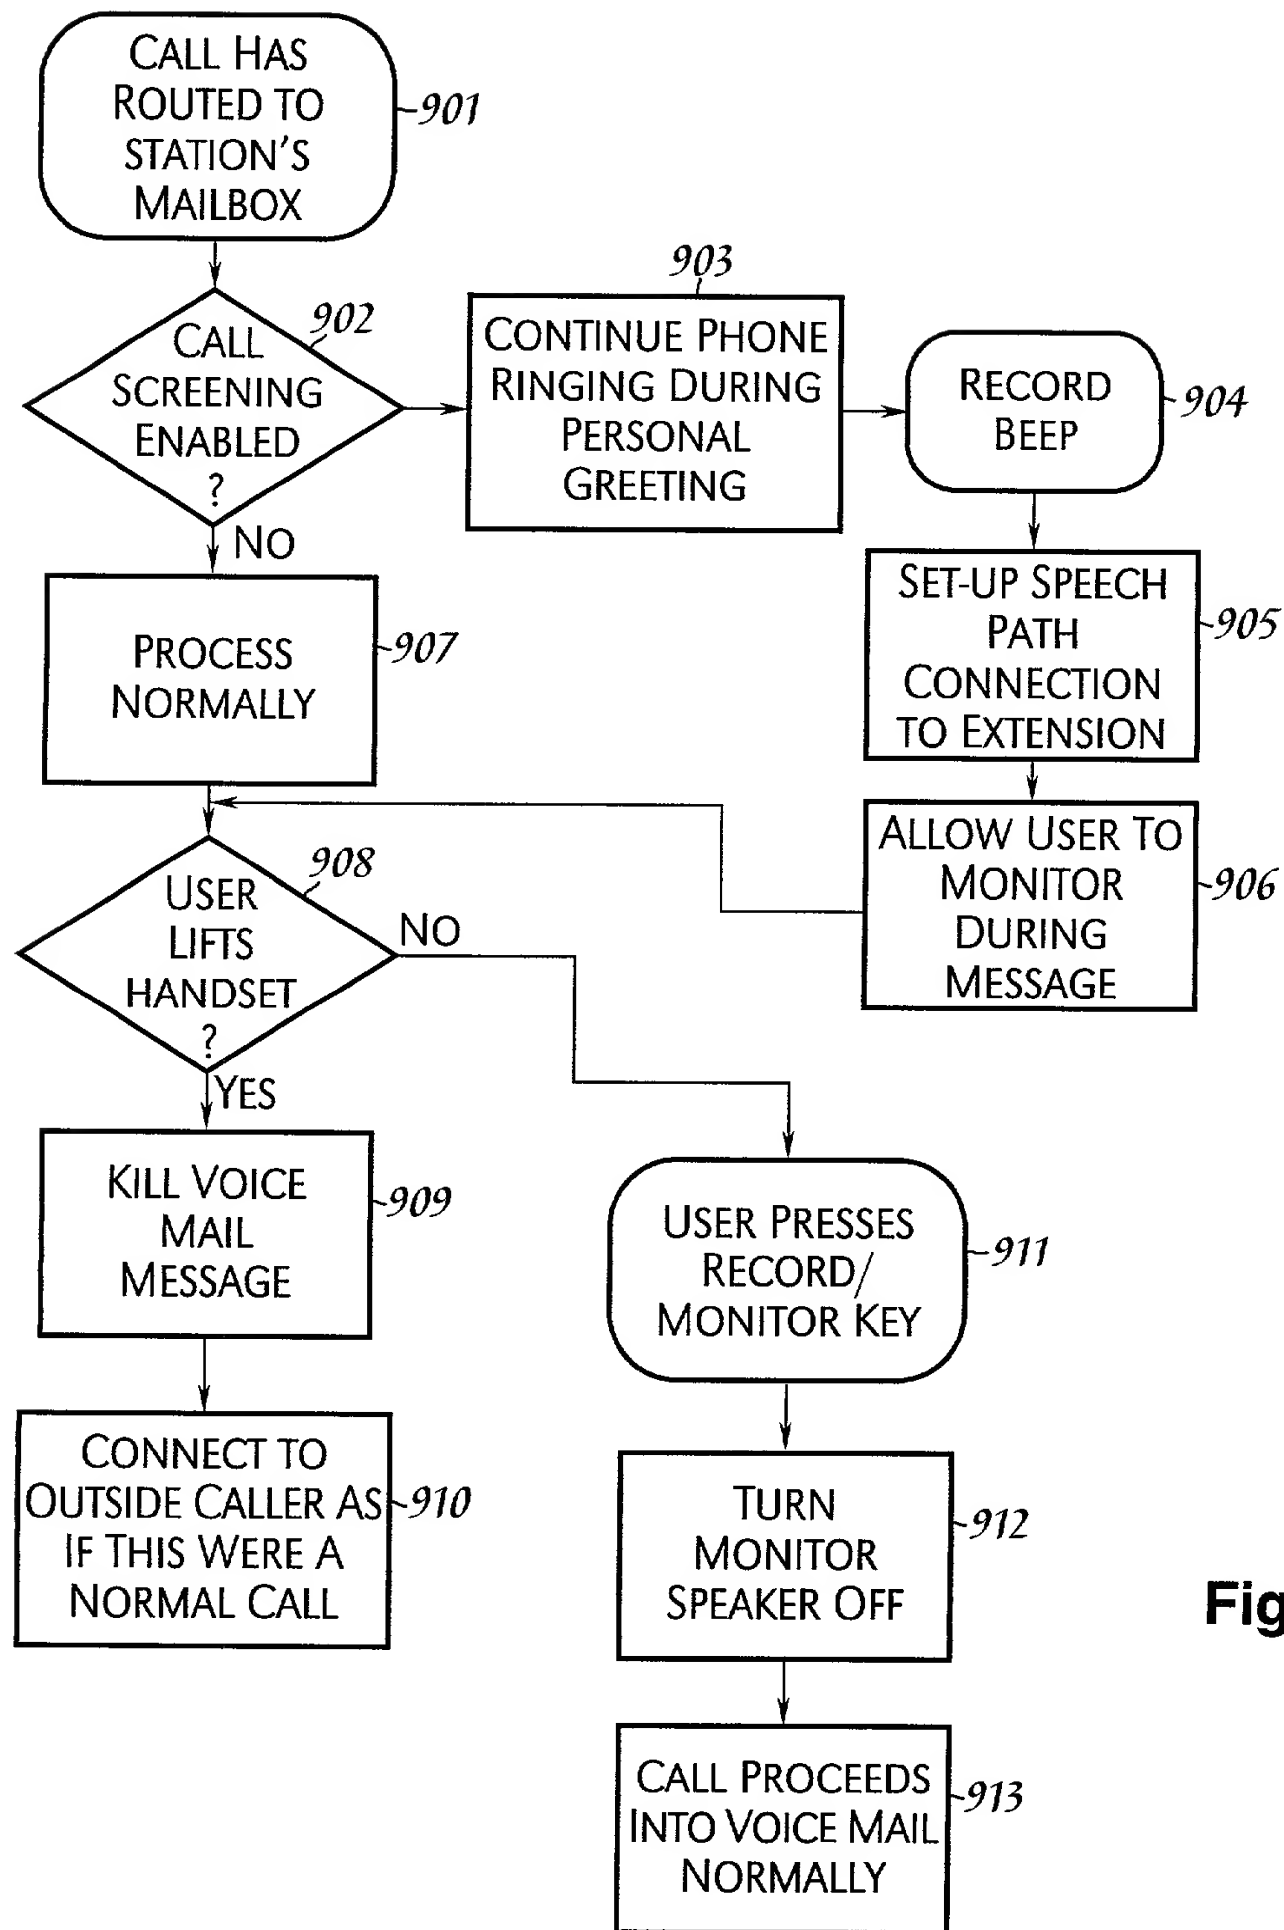 CALL HAS
ROUTED TO
STATION'S
MAILBOX
901
902
CALL
SCREENING
ENABLED
?
NO
903
CONTINUE PHONE
RINGING DURING
PERSONAL
GREETING
RECORD
BEEP
904
SET-UP SPEECH
PATH
CONNECTION
TO EXTENSION
905
ALLOW USER TO
MONITOR
DURING
MESSAGE
906
PROCESS
NORMALLY
907
908
USER
LIFTS
HANDSET
?
NO
YES
KILL VOICE
MAIL
MESSAGE
909
CONNECT TO
OUTSIDE CALLER AS
IF THIS WERE A
NORMAL CALL
910
USER PRESSES
RECORD/
MONITOR KEY
911
TURN
MONITOR
SPEAKER OFF
912
CALL PROCEEDS
INTO VOICE MAIL
NORMALLY
913
Fig